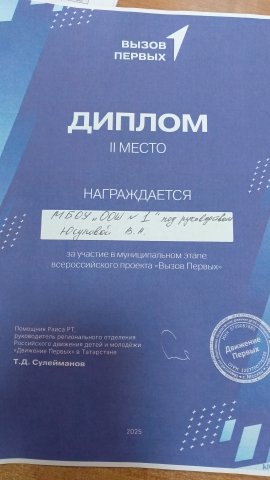 ВЫЗОВ
ПЕРВЫХ
ДИПЛОМ
II МЕСТО
НАГРАЖДАЕТСЯ
МБОУ „ООШ № 1" под руководством
Юсуповой В.Н.
за участие в муниципальном этапе
всероссийского проекта «Вызов Первых»
Помощник Раиса РТ,
руководитель регионального отделения
Российского движения детей и молодёжи
«Движение Первых» в Татарстане
Т.Д. Сулейманов
Движение
Первых
2025